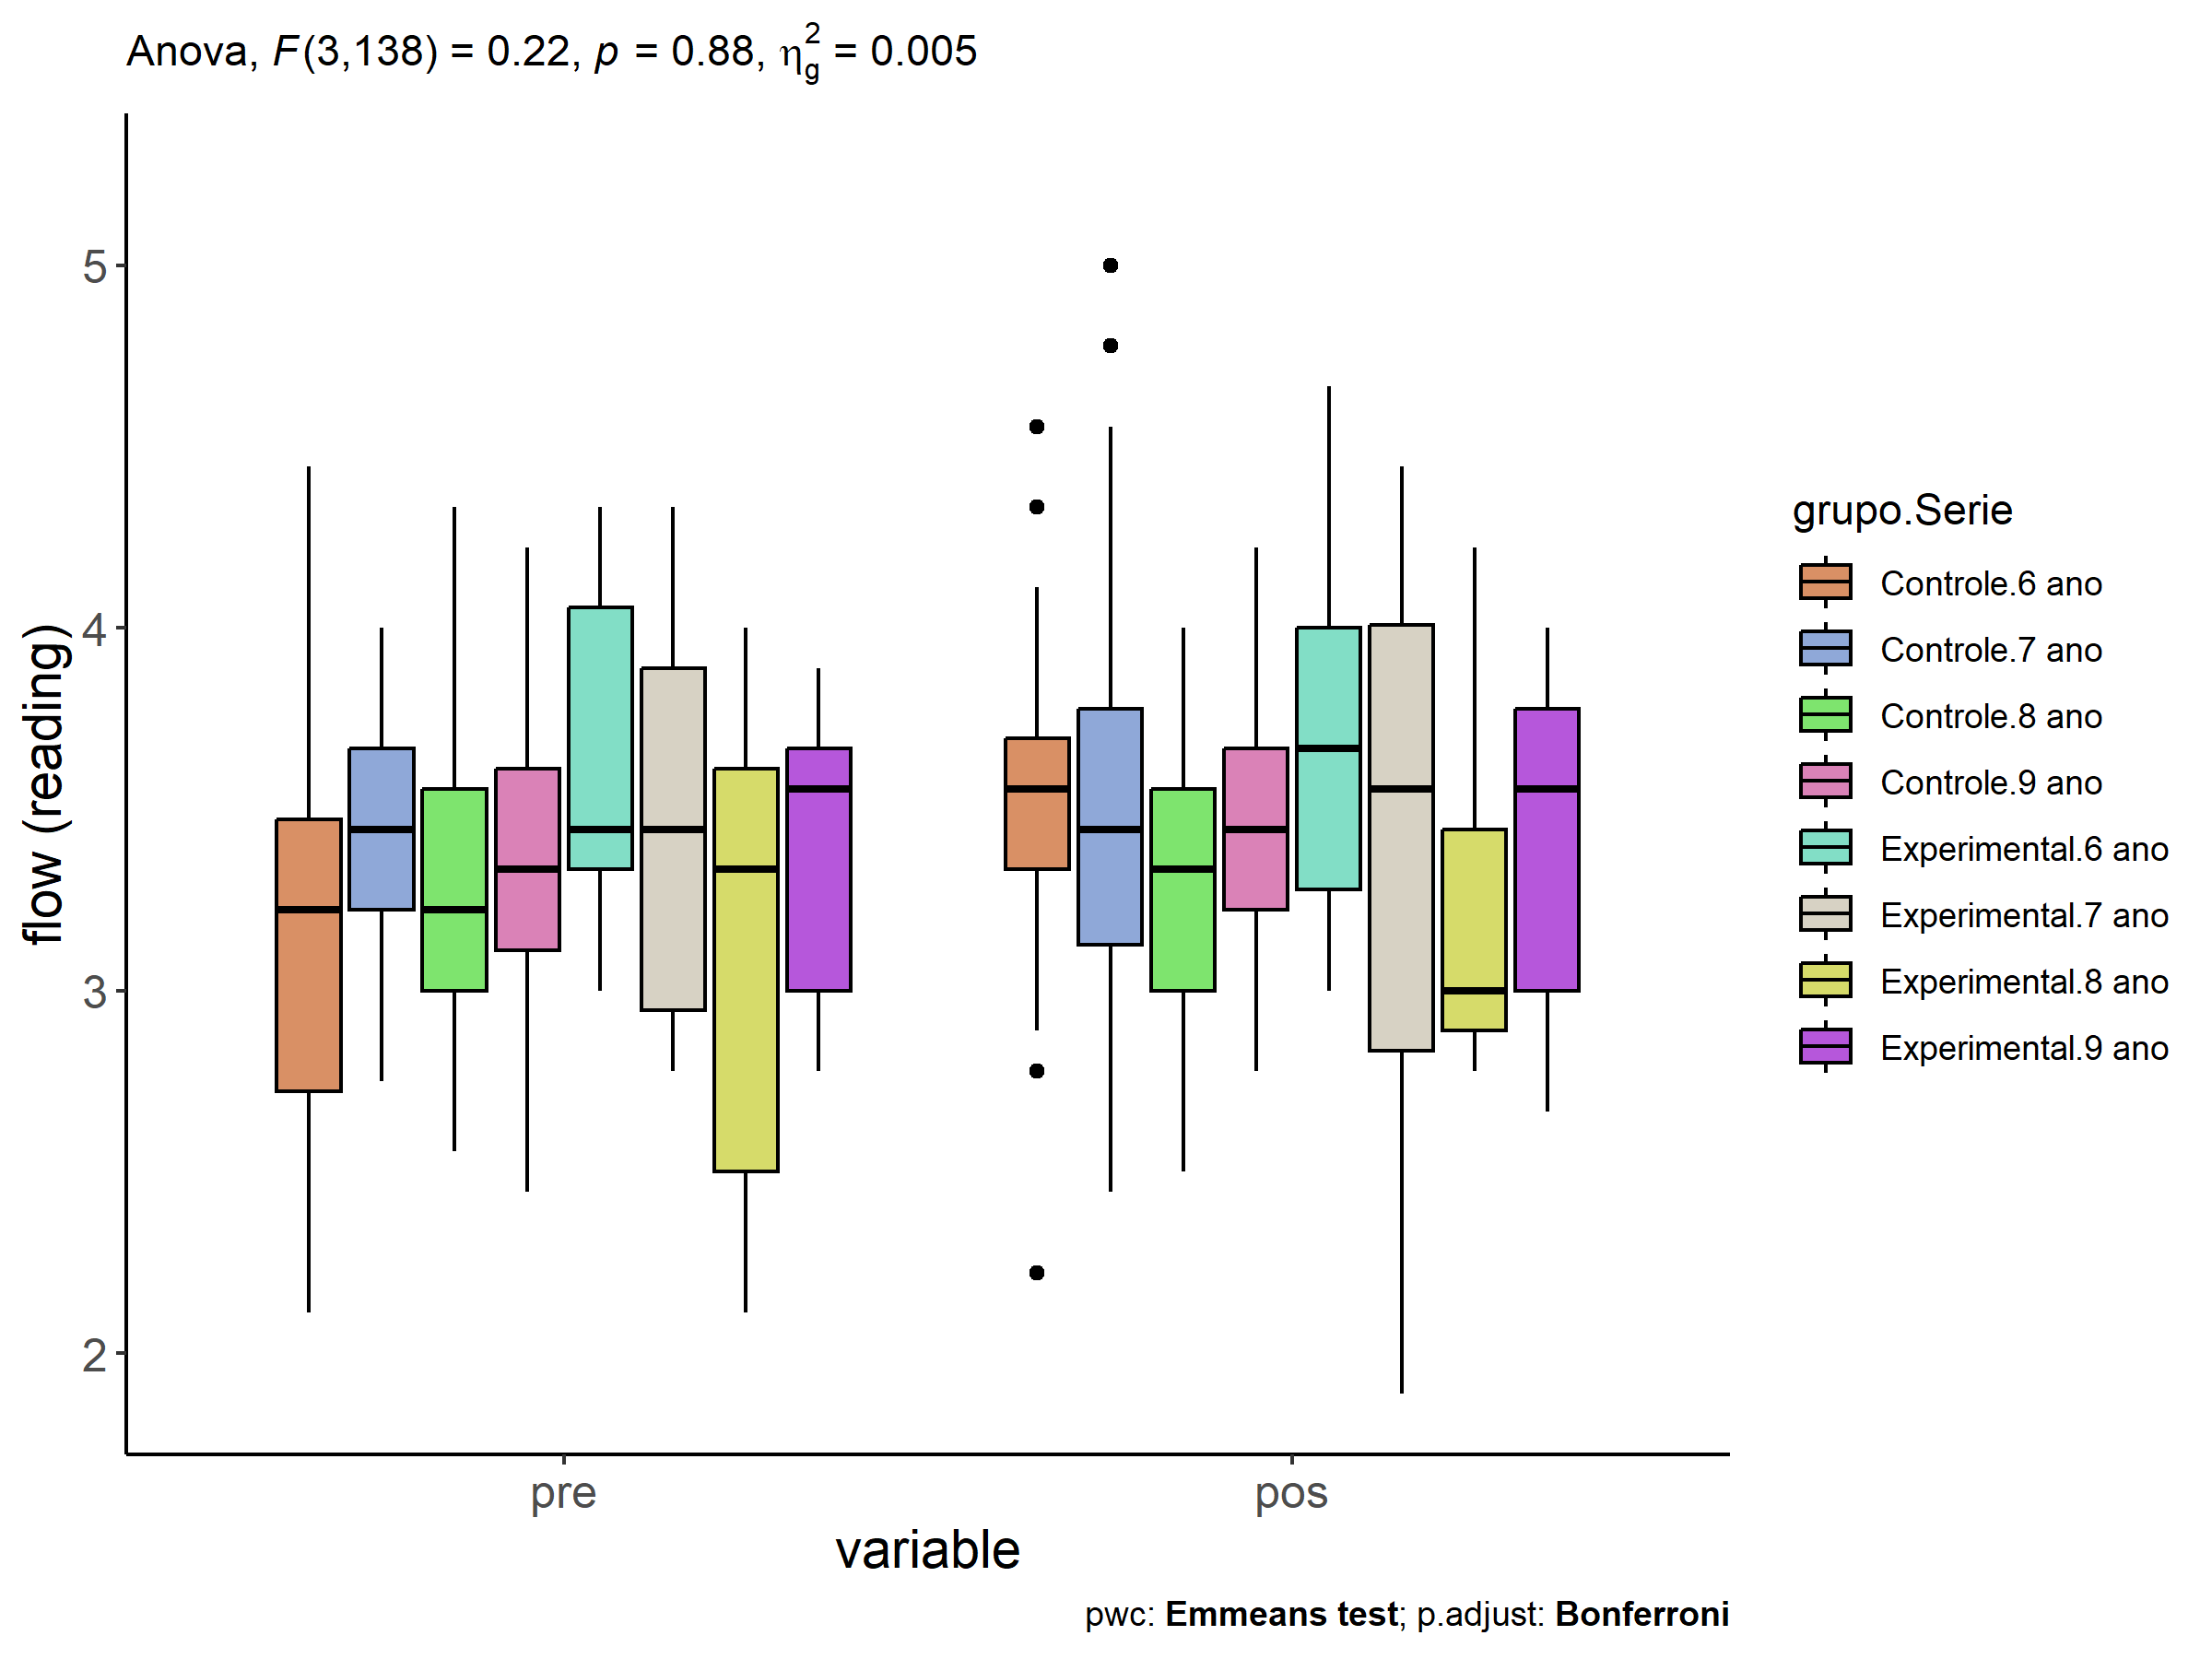 Anova, F(3,138) = 0.22, p = 0.88, η²g = 0.005
flow (reading)
5
4
3
2
pre pos
variable
grupo.Serie
Controle.6 ano
Controle.7 ano
Controle.8 ano
Controle.9 ano
Experimental.6 ano
Experimental.7 ano
Experimental.8 ano
Experimental.9 ano
pwc: Emmeans test; p.adjust: Bonferroni